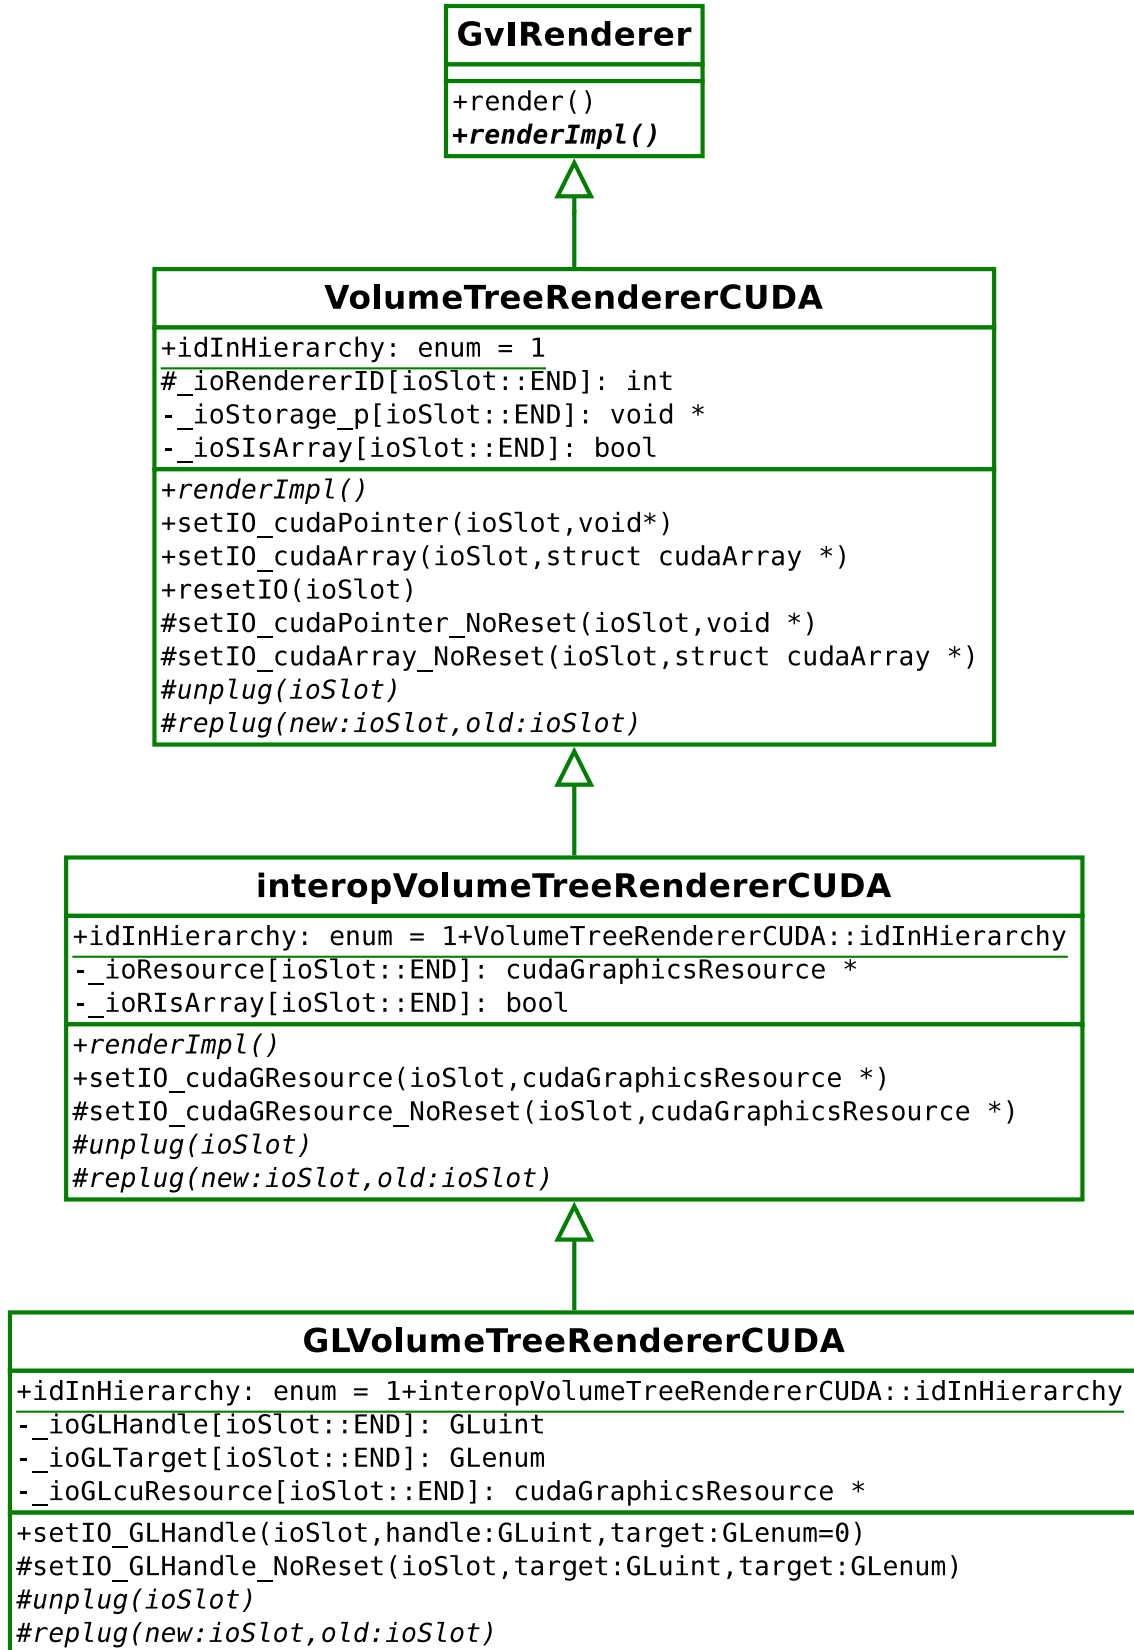 GvIRenderer
+render()
+renderImpl()
VolumeTreeRendererCUDA
+idInHierarchy: enum = 1
#_ioRendererID[ioSlot::END]: int
-_ioStorage_p[ioSlot::END]: void *
-_ioSIsArray[ioSlot::END]: bool
+renderImpl()
+setIO_cudaPointer(ioSlot,void*)
+setIO_cudaArray(ioSlot,struct cudaArray *)
+resetIO(ioSlot)
#setIO_cudaPointer_NoReset(ioSlot,void *)
#setIO_cudaArray_NoReset(ioSlot,struct cudaArray *)
#unplug(ioSlot)
#replug(new:ioSlot,old:ioSlot)
interopVolumeTreeRendererCUDA
+idInHierarchy: enum = 1+VolumeTreeRendererCUDA::idInHierarchy
-_ioResource[ioSlot::END]: cudaGraphicsResource *
-_ioRIsArray[ioSlot::END]: bool
+renderImpl()
+setIO_cudaGResource(ioSlot,cudaGraphicsResource *)
#setIO_cudaGResource_NoReset(ioSlot,cudaGraphicsResource *)
#unplug(ioSlot)
#replug(new:ioSlot,old:ioSlot)
GLVolumeTreeRendererCUDA
+idInHierarchy: enum = 1+interopVolumeTreeRendererCUDA::idInHierarchy
-_ioGLHandle[ioSlot::END]: GLuint
-_ioGLTarget[ioSlot::END]: GLenum
-_ioGLcuResource[ioSlot::END]: cudaGraphicsResource *
+setIO_GLHandle(ioSlot,handle:GLuint,target:GLenum=0)
#setIO_GLHandle_NoReset(ioSlot,target:GLuint,target:GLenum)
#unplug(ioSlot)
#replug(new:ioSlot,old:ioSlot)